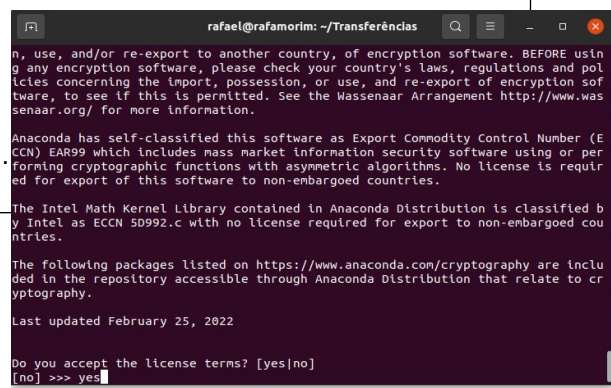 rafael@rafamorim: ~/Transferências
n, use, and/or re-export to another country, of encryption software. BEFORE usin
g any encryption software, please check your country's laws, regulations and pol
icies concerning the import, possession, or use, and re-export of encryption sof
tware, to see if this is permitted. See the Wassenaar Arrangement http://www.was
senaar.org/ for more information.
Anaconda has self-classified this software as Export Commodity Control Number (E
CCN) EAR99 which includes mass market information security software using or per
forming cryptographic functions with asymmetric algorithms. No license is requir
ed for export of this software to non-embargoed countries.
The Intel Math Kernel Library contained in Anaconda Distribution is classified b
y Intel as ECCN 5D992.c with no license required for export to non-embargoed cou
ntries.
The following packages listed on https://www.anaconda.com/cryptography are inclu
ded in the repository accessible through Anaconda Distribution that relate to cr
yptography.
Last updated February 25, 2022
Do you accept the license terms? [yes|no]
[no] >>> yes